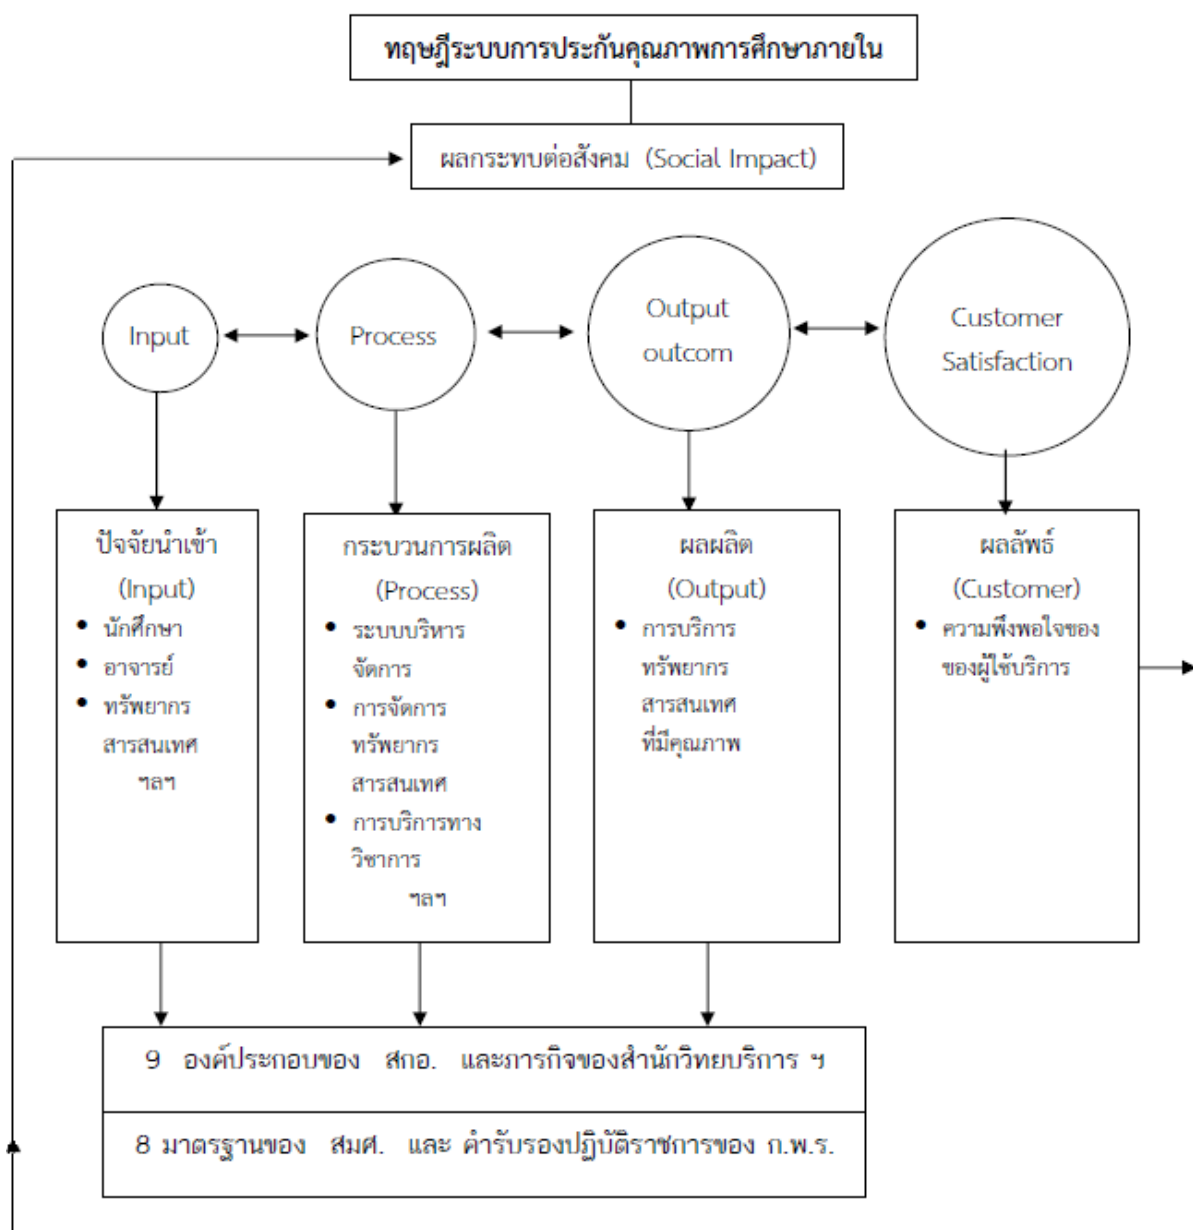 ทฤษฎีระบบการประกันคุณภาพการศึกษาภายใน
ผลกระทบต่อสังคม (Social Impact)
Input
Process
Output
outcom
Customer
Satisfaction
ปัจจัยนำเข้า
(Input)
• นักศึกษา
• อาจารย์
• ทรัพยากร
สารสนเทศ
ฯลฯ
กระบวนการผลิต
(Process)
• ระบบบริหาร
จัดการ
• การจัดการ
ทรัพยากร
สารสนเทศ
• การบริการทาง
วิชาการ
ฯลฯ
ผลผลิต
(Output)
• การบริการ
ทรัพยากร
สารสนเทศ
ที่มีคุณภาพ
ผลลัพธ์
(Customer)
• ความพึงพอใจของ
ของผู้ใช้บริการ
9 องค์ประกอบของ สกอ. และภารกิจของสำนักวิทยบริการ ฯ
8 มาตรฐานของ สมศ. และ คำรับรองปฏิบัติราชการของ ก.พ.ร.